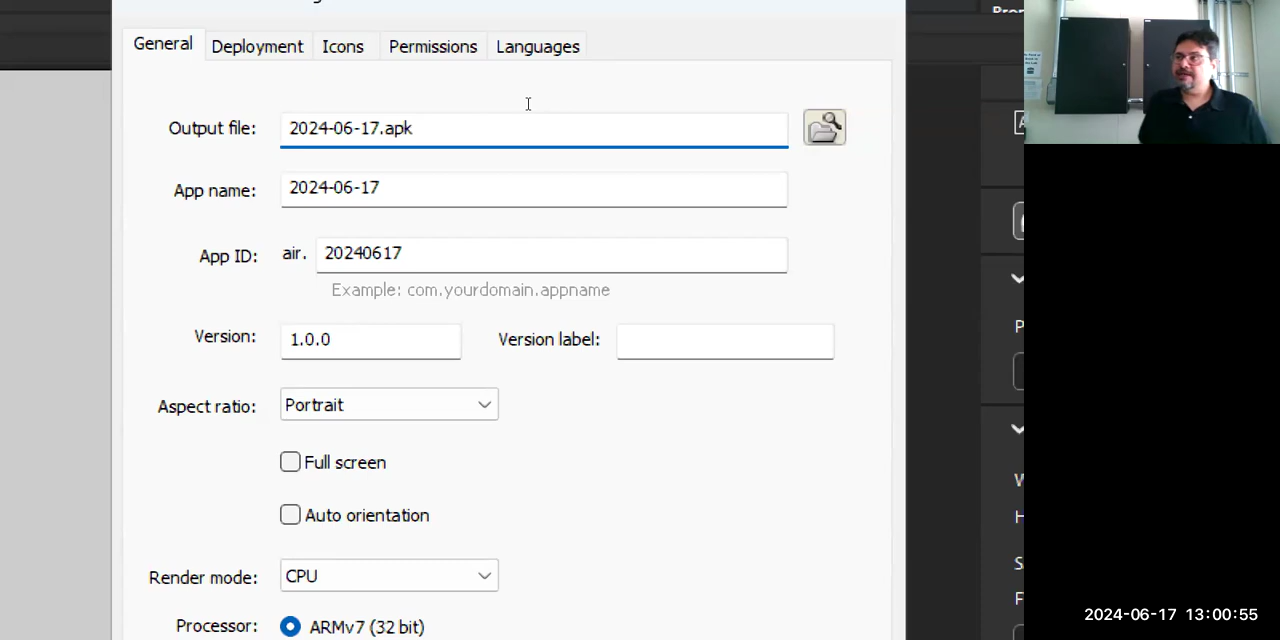 General Deployment Icons Permissions Languages
Output file: 2024-06-17.apk
App name: 2024-06-17
App ID: air. 20240617
Example: com.yourdomain.appname
Version: 1.0.0 Version label:
Aspect ratio: Portrait
Full screen
Auto orientation
Render mode: CPU
Processor: ARMv7 (32 bit)
2024-06-17 13:00:55